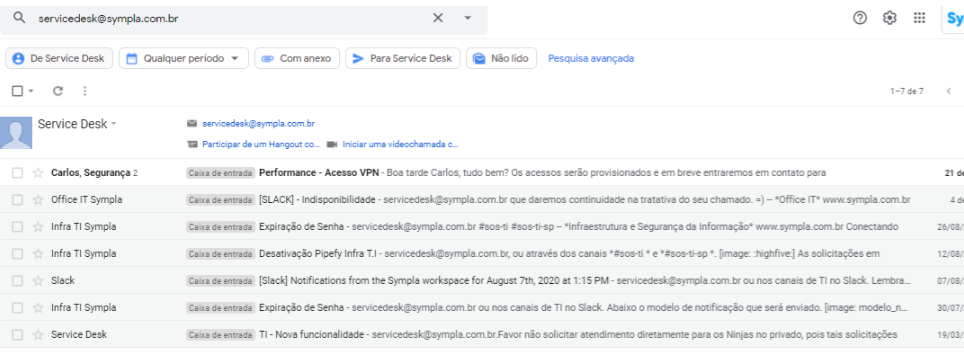 servicedesk@sympla.com.br
De Service Desk Qualquer período Com anexo Para Service Desk Não lido Pesquisa avançada
1–7 de 7
Service Desk servicedesk@sympla.com.br
Participar de um Hangout co... Iniciar uma videochamada c...
Carlos, Segurança 2 Caixa de entrada Performance - Acesso VPN - Boa tarde Carlos, tudo bem? Os acessos serão provisionados e em breve entraremos em contato para 21 de
Office IT Sympla Caixa de entrada [SLACK] - Indisponibilidade - servicedesk@sympla.com.br que daremos continuidade na tratativa do seu chamado. =) -- *Office IT* www.sympla.com.br 4 de
Infra TI Sympla Caixa de entrada Expiração de Senha - servicedesk@sympla.com.br #sos-ti #sos-ti-sp -- *Infraestrutura e Segurança da Informação* www.sympla.com.br Conectando 26/08/
Infra TI Sympla Caixa de entrada Desativação Pipefy Infra T.I - servicedesk@sympla.com.br, ou através dos canais *#sos-ti * e *#sos-ti-sp *. [image: :highfive:] As solicitações em 12/08/
Slack Caixa de entrada [Slack] Notifications from the Sympla workspace for August 7th, 2020 at 1:15 PM - servicedesk@sympla.com.br ou nos canais de TI no Slack. Lembra... 07/08/
Infra TI Sympla Caixa de entrada Expiração de Senha - servicedesk@sympla.com.br ou nos canais de TI no Slack. Abaixo o modelo de notificação que será enviado. [image: modelo_n... 30/07/
Service Desk Caixa de entrada TI - Nova funcionalidade - servicedesk@sympla.com.br.Favor não solicitar atendimento diretamente para os Ninjas no privado, pois tais solicitações 19/03/